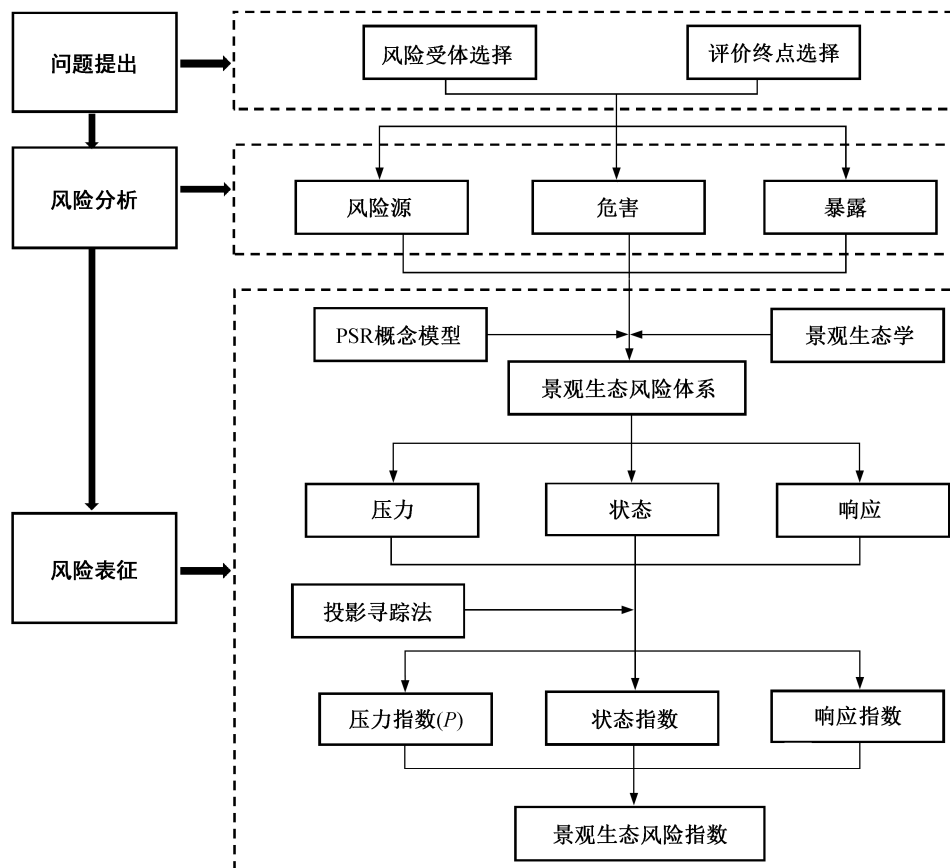 问题提出
风险受体选择
评价终点选择
风险分析
风险源
危害
暴露
PSR概念模型
景观生态学
景观生态风险体系
压力
状态
响应
风险表征
投影寻踪法
压力指数(P)
状态指数
响应指数
景观生态风险指数